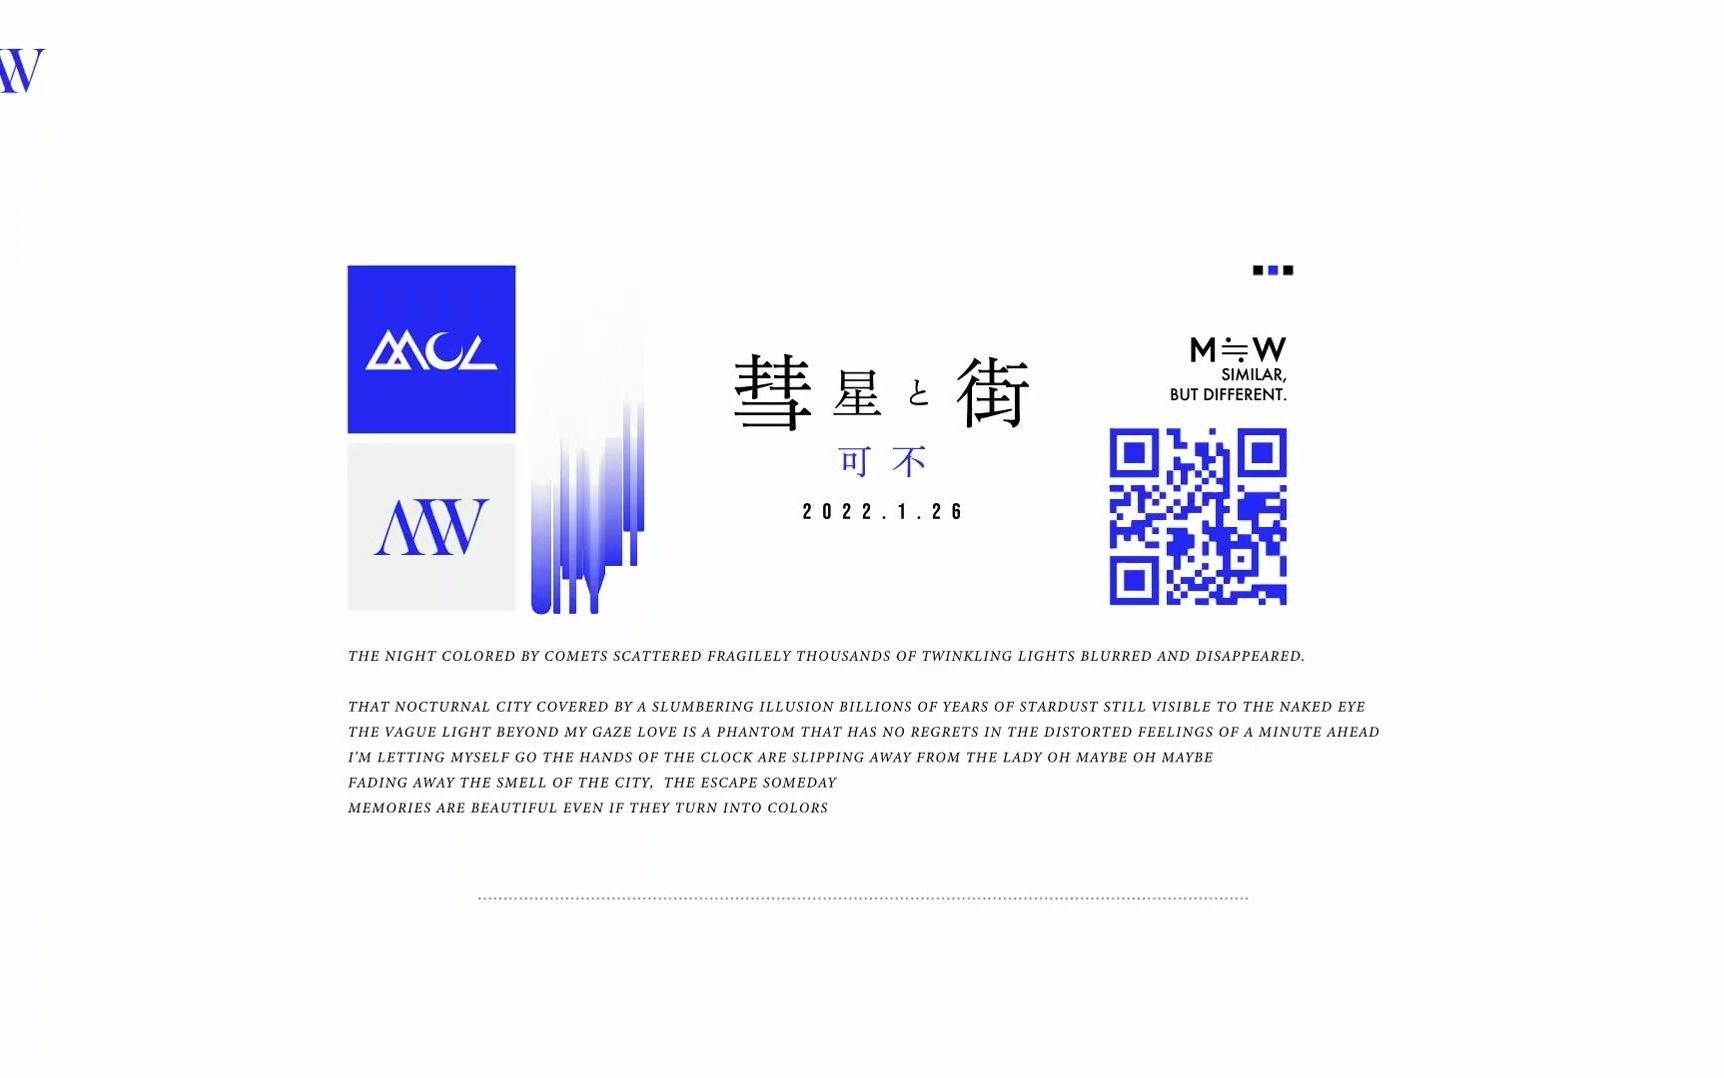 MCL
MW
彗星と街
可不
2022.1.26
M≒W
SIMILAR,
BUT DIFFERENT.
THE NIGHT COLORED BY COMETS SCATTERED FRAGILELY THOUSANDS OF TWINKLING LIGHTS BLURRED AND DISAPPEARED.
THAT NOCTURNAL CITY COVERED BY A SLUMBERING ILLUSION BILLIONS OF YEARS OF STARDUST STILL VISIBLE TO THE NAKED EYE
THE VAGUE LIGHT BEYOND MY GAZE LOVE IS A PHANTOM THAT HAS NO REGRETS IN THE DISTORTED FEELINGS OF A MINUTE AHEAD
I'M LETTING MYSELF GO THE HANDS OF THE CLOCK ARE SLIPPING AWAY FROM THE LADY OH MAYBE OH MAYBE
FADING AWAY THE SMELL OF THE CITY, THE ESCAPE SOMEDAY
MEMORIES ARE BEAUTIFUL EVEN IF THEY TURN INTO COLORS